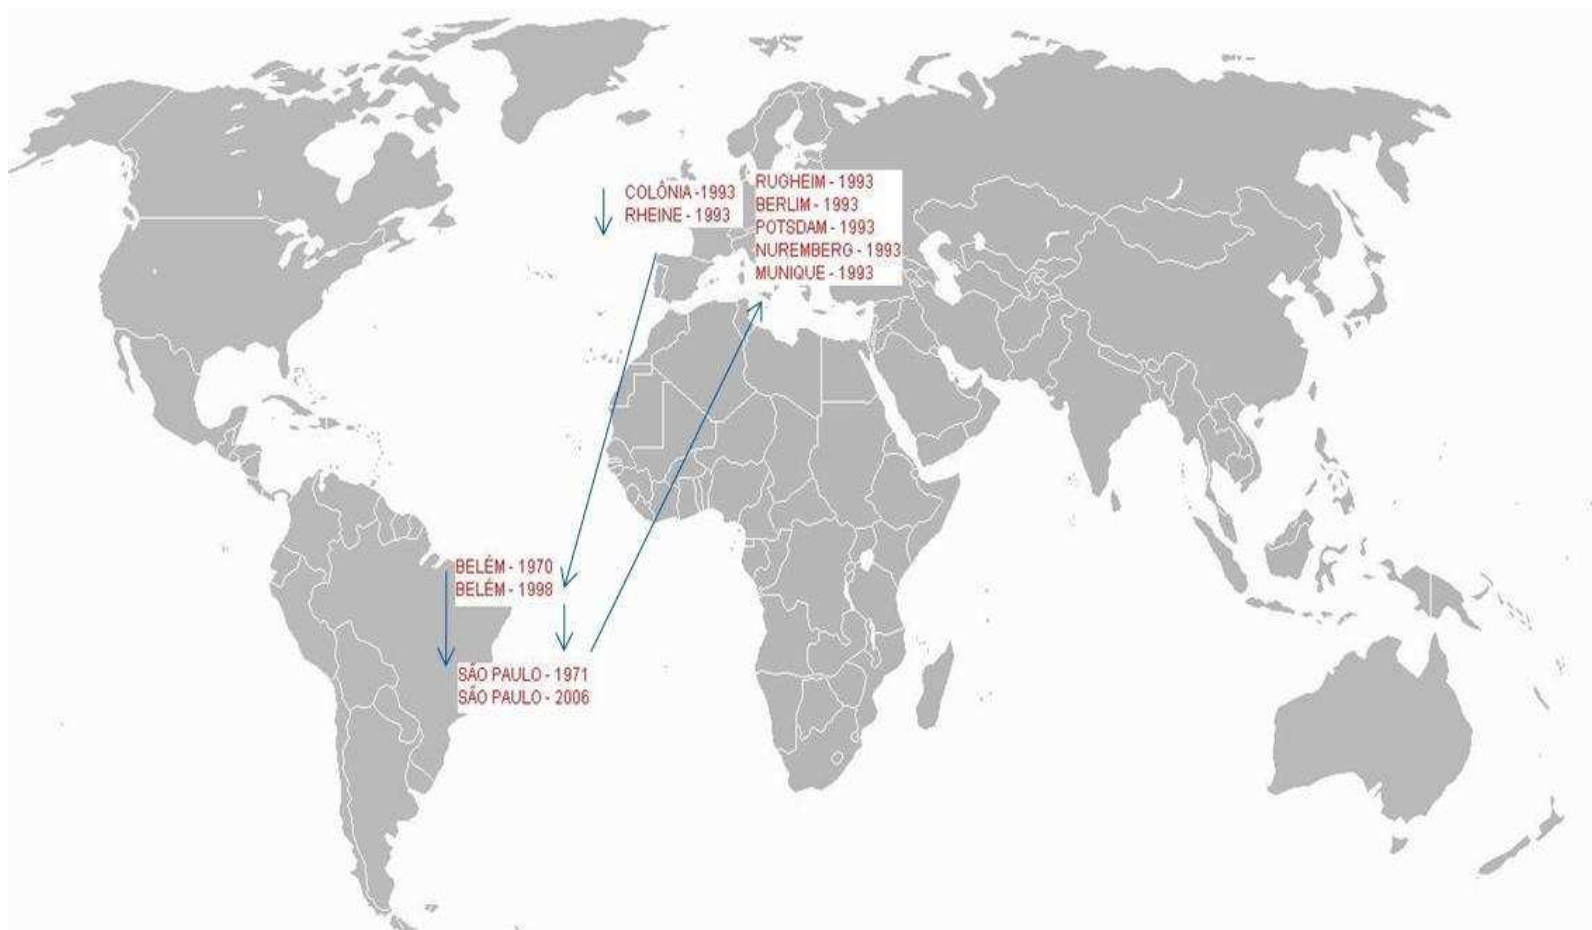 COLÔNIA -1993
RHEINE - 1993
RUGHEIM - 1993
BERLIM - 1993
POTSDAM - 1993
NUREMBERG - 1993
MUNIQUE - 1993
BELÉM - 1970
BELÉM - 1998
SÃO PAULO - 1971
SÃO PAULO - 2006